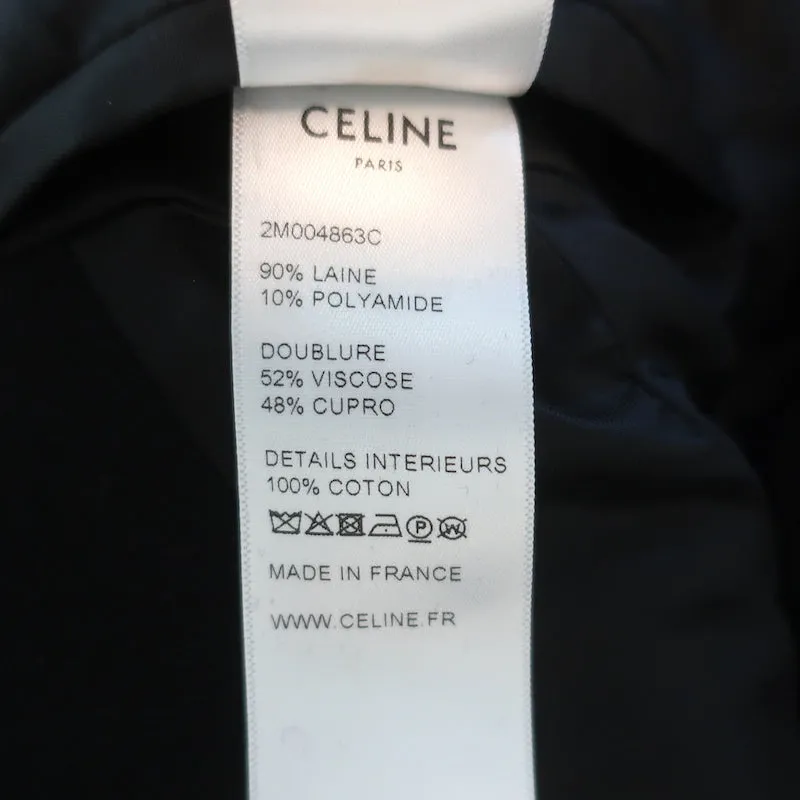 CELINE
PARIS
2M004863C
90% LAINE
10% POLYAMIDE
DOUBLURE
52% VISCOSE
48% CUPRO
DETAILS INTERIEURS
100% COTON
P W
MADE IN FRANCE
WWW.CELINE.FR